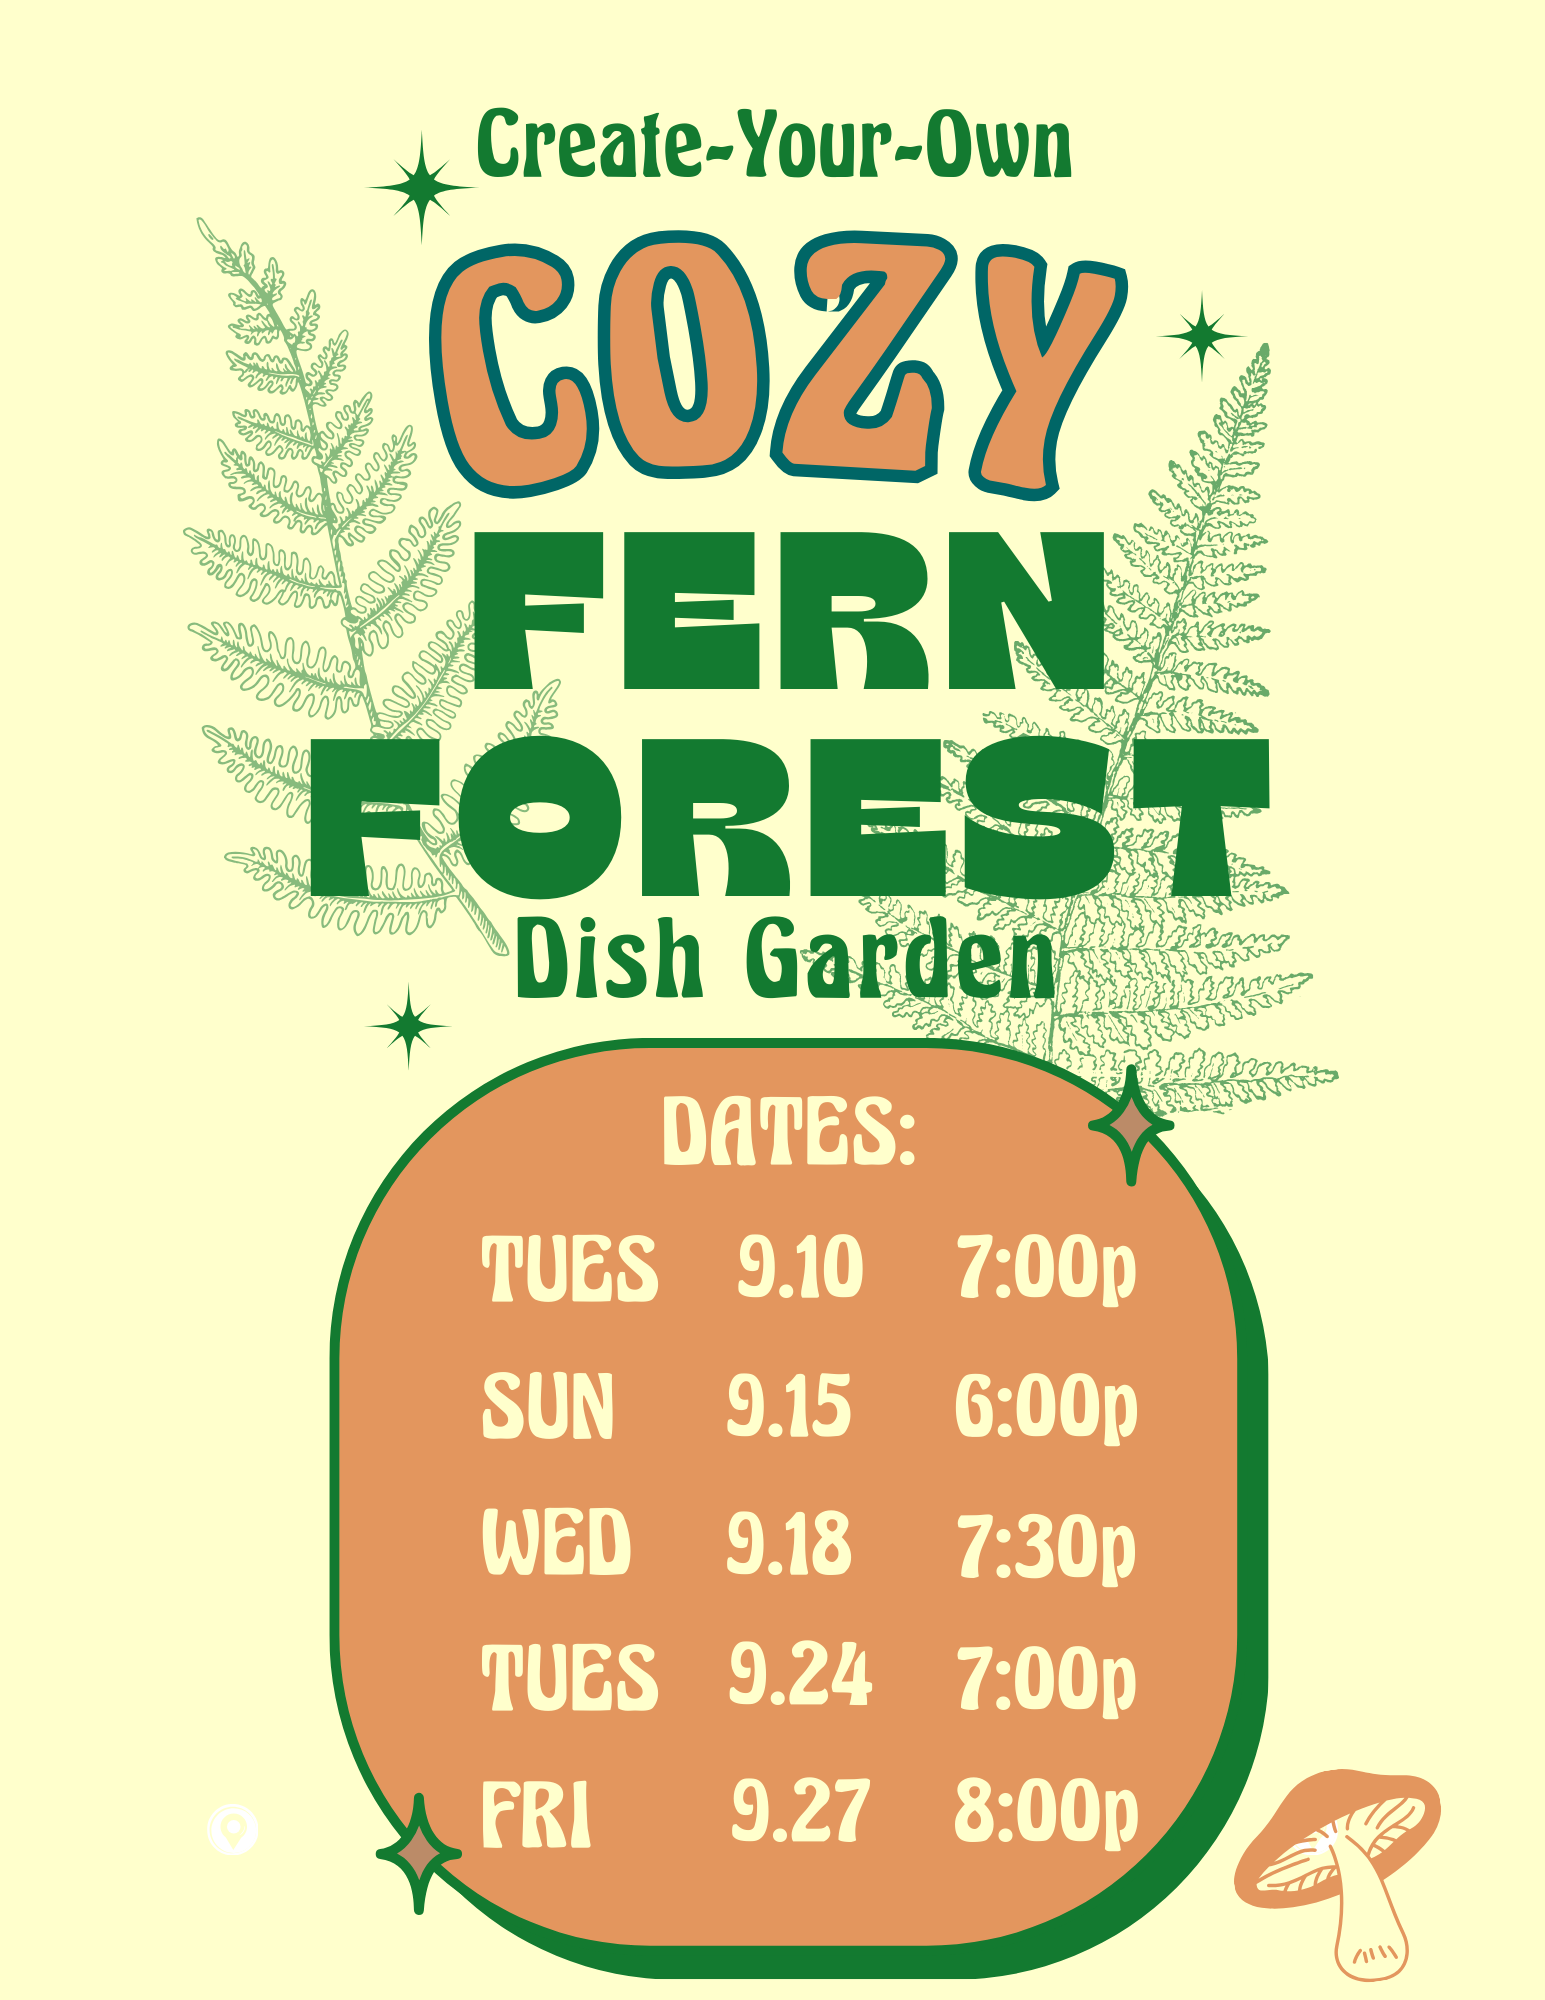 Create-Your-Own
COZY
FERN
FOREST
Dish Garden
DATES:
TUES 9.10 7:00p
SUN 9.15 6:00p
WED 9.18 7:30p
TUES 9.24 7:00p
FRI 9.27 8:00p